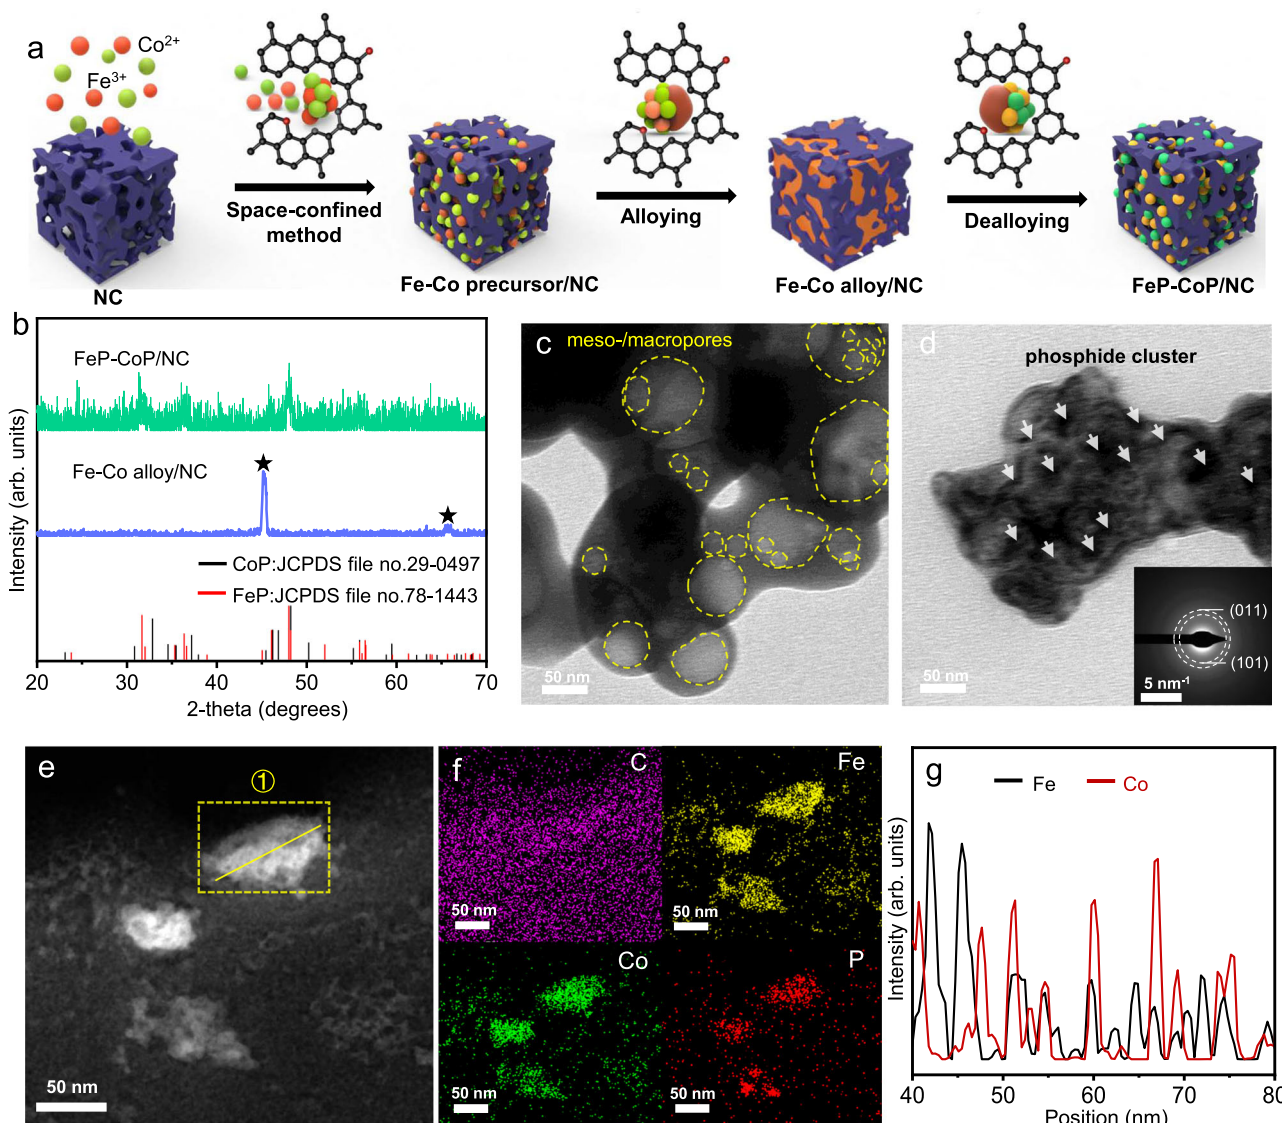 a
Co²⁺
Fe³⁺
Space-confined
method
Alloying
Dealloying
NC
Fe-Co precursor/NC
Fe-Co alloy/NC
FeP-CoP/NC
b
FeP-CoP/NC
Fe-Co alloy/NC
CoP:JCPDS file no.29-0497
FeP:JCPDS file no.78-1443
Intensity (arb. units)
20 30 40 50 60 70
2-theta (degrees)
c
meso-/macropores
50 nm
d
phosphide cluster
(011)
(101)
5 nm⁻¹
50 nm
e
①
50 nm
f
C
50 nm
Fe
50 nm
Co
50 nm
P
50 nm
g
Fe
Co
Intensity (arb. units)
40 50 60 70 80
Position (nm)